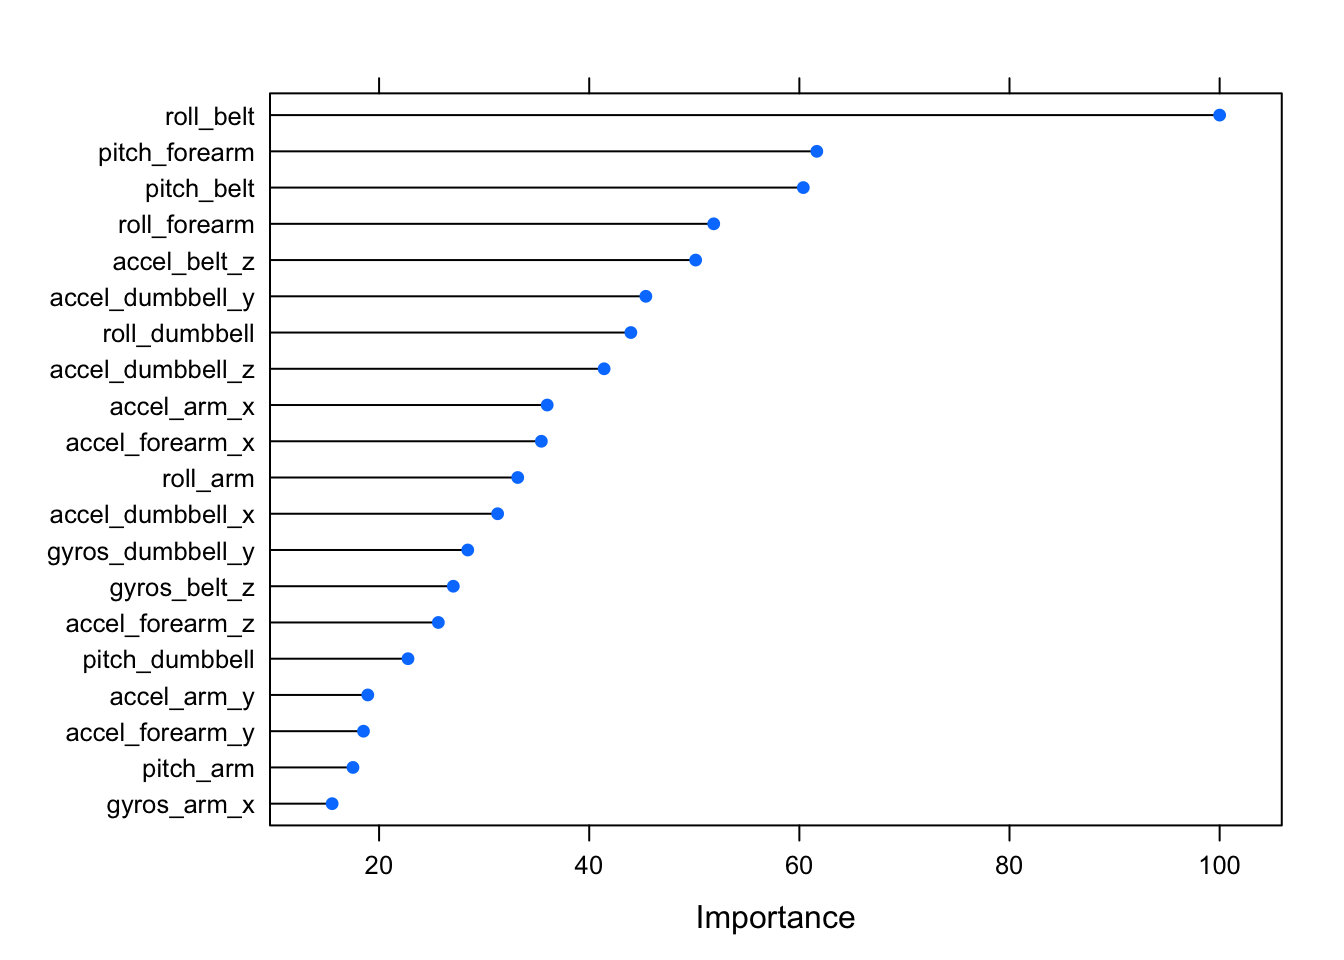 roll_belt
pitch_forearm
pitch_belt
roll_forearm
accel_belt_z
accel_dumbbell_y
roll_dumbbell
accel_dumbbell_z
accel_arm_x
accel_forearm_x
roll_arm
accel_dumbbell_x
gyros_dumbbell_y
gyros_belt_z
accel_forearm_z
pitch_dumbbell
accel_arm_y
accel_forearm_y
pitch_arm
gyros_arm_x
20 40 60 80 100
Importance